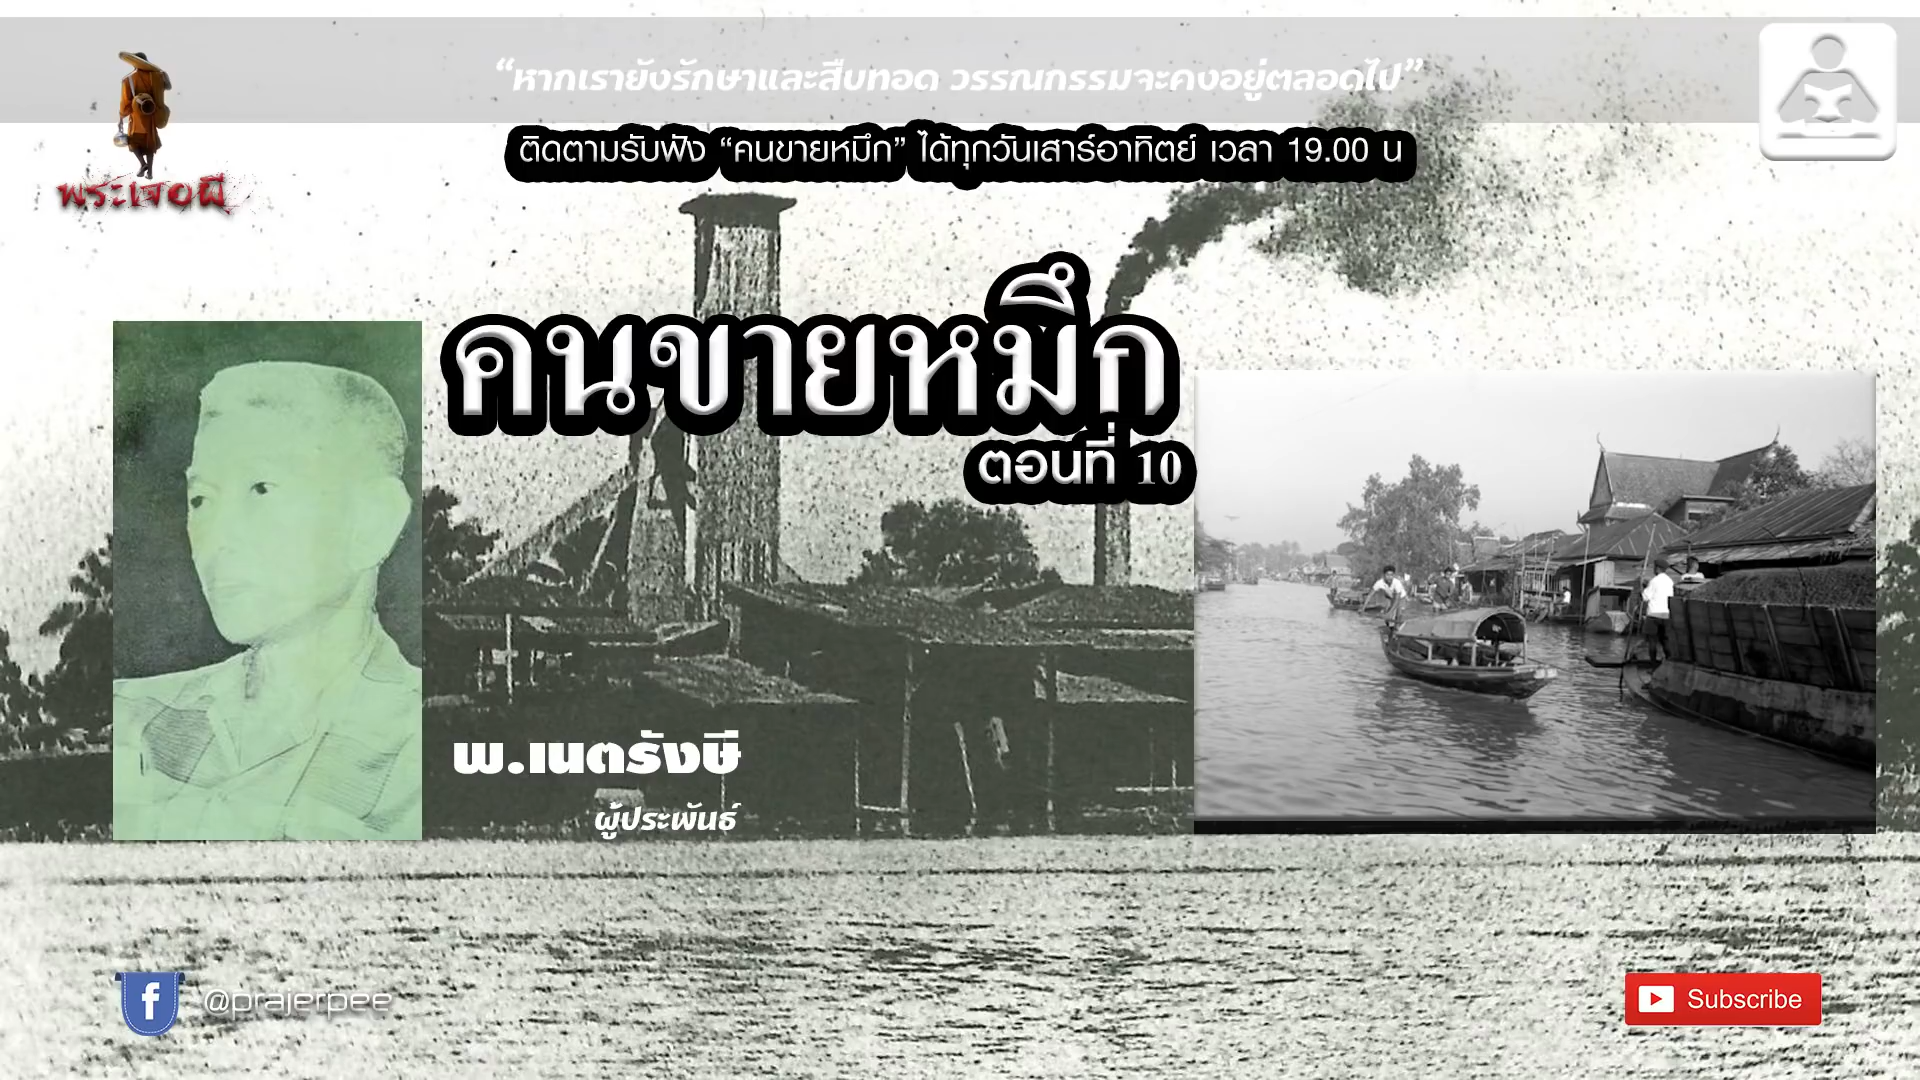 “หากเรายังรักษาและสืบทอด วรรณกรรมจะคงอยู่ตลอดไป”
ติดตามรับฟัง “คนขายหมึก” ได้ทุกวันเสาร์อาทิตย์ เวลา 19.00 น
พระเจอผี
คนขายหมึก
ตอนที่ 10
พ.เนตรังษี
ผู้ประพันธ์
f @prajerpee
Subscribe